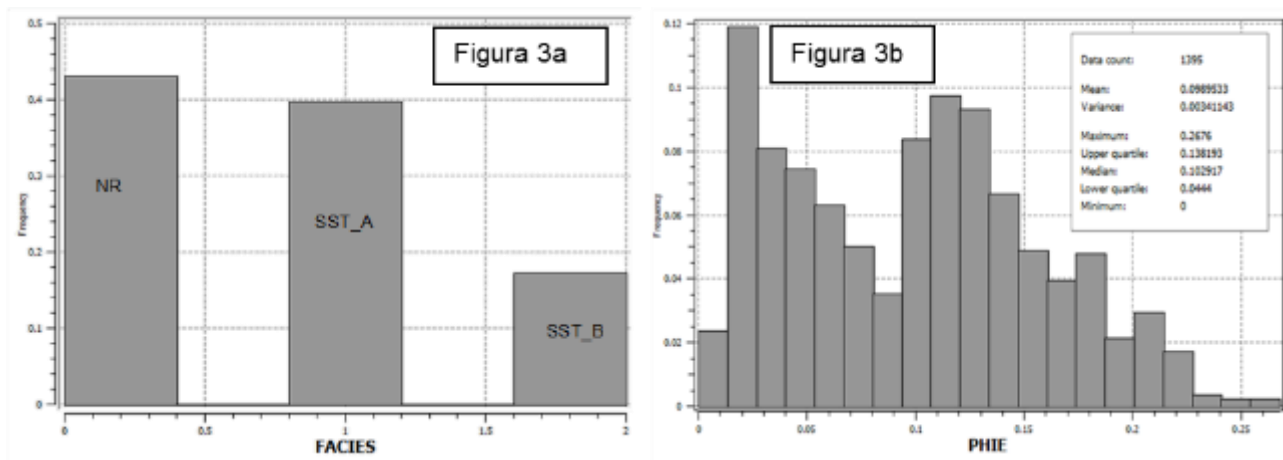 Figura 3a
0.5
0.4
0.3
0.2
0.1
0
Frequency
NR
SST_A
SST_B
0
0.5
1
1.5
2
FACIES
Figura 3b
0.12
0.1
0.08
0.06
0.04
0.02
0
Frequency
Data count: 1395
Mean: 0.0989533
Variance: 0.00341143
Maximum: 0.2676
Upper quartile: 0.138193
Median: 0.102917
Lower quartile: 0.0444
Minimum: 0
0
0.05
0.1
0.15
0.2
0.25
PHIE